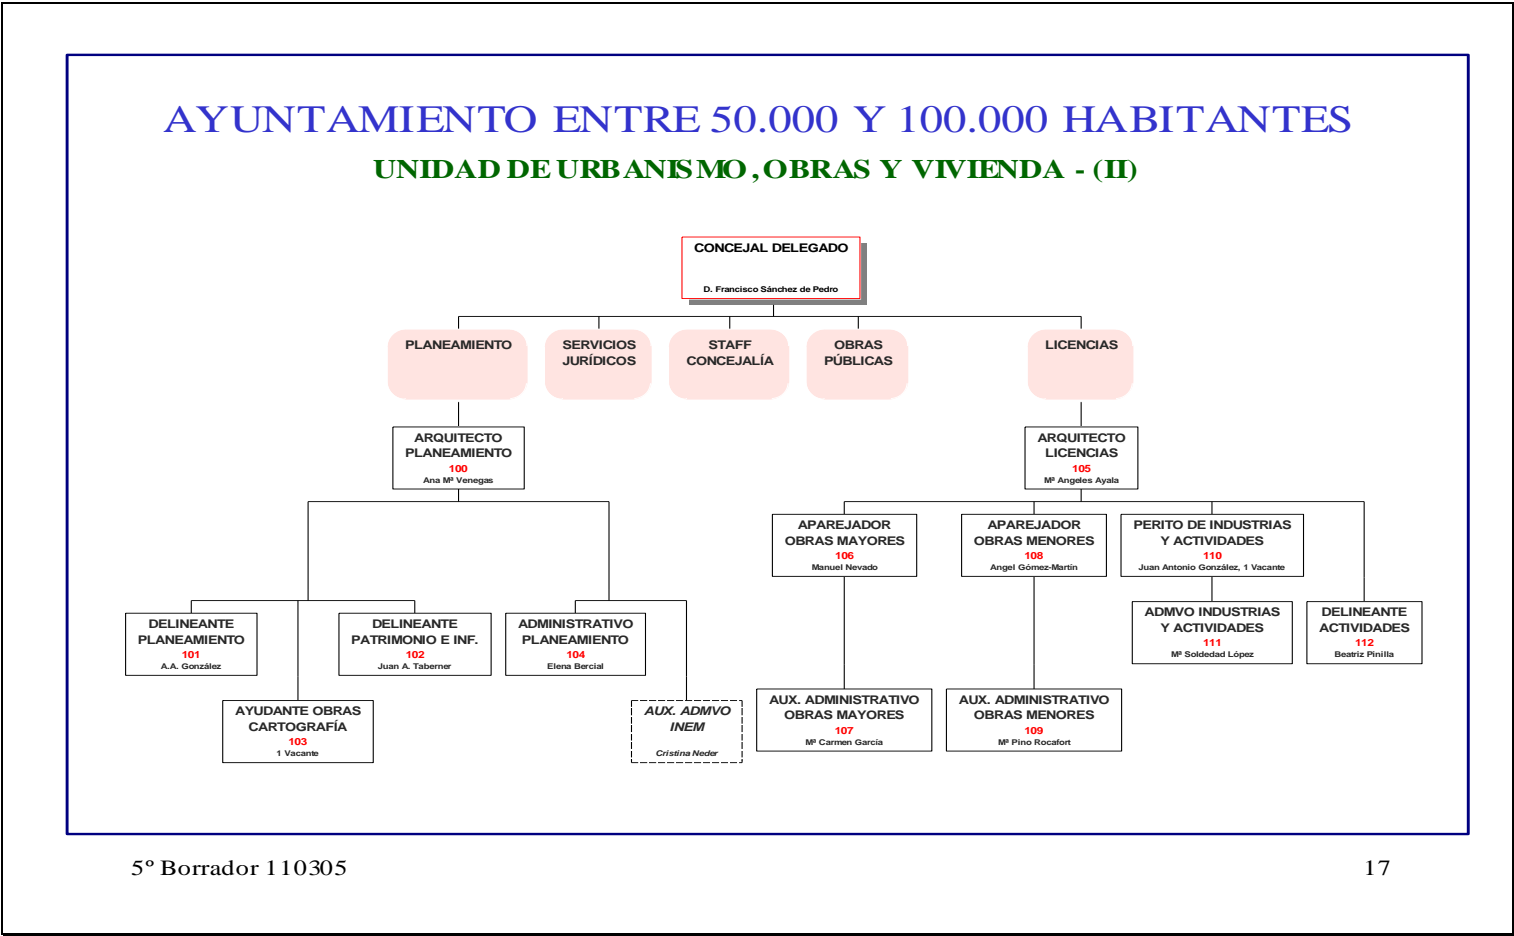 AYUNTAMIENTO ENTRE 50.000 Y 100.000 HABITANTES
UNIDAD DE URBANISMO, OBRAS Y VIVIENDA - (II)
CONCEJAL DELEGADO
D. Francisco Sánchez de Pedro
PLANEAMIENTO
SERVICIOS
JURÍDICOS
STAFF
CONCEJALÍA
OBRAS
PÚBLICAS
LICENCIAS
ARQUITECTO
PLANEAMIENTO
100
Ana Mª Venegas
ARQUITECTO
LICENCIAS
105
Mª Angeles Ayala
APAREJADOR
OBRAS MAYORES
106
Manuel Nevado
APAREJADOR
OBRAS MENORES
108
Angel Gómez-Martín
PERITO DE INDUSTRIAS
Y ACTIVIDADES
110
Juan Antonio González, 1 Vacante
DELINEANTE
PLANEAMIENTO
101
A.A. González
DELINEANTE
PATRIMONIO E INF.
102
Juan A. Taberner
ADMINISTRATIVO
PLANEAMIENTO
104
Elena Bercial
ADMVO INDUSTRIAS
Y ACTIVIDADES
111
Mª Soldedad López
DELINEANTE
ACTIVIDADES
112
Beatriz Pinilla
AYUDANTE OBRAS
CARTOGRAFÍA
103
1 Vacante
AUX. ADMVO
INEM
Cristina Neder
AUX. ADMINISTRATIVO
OBRAS MAYORES
107
Mª Carmen García
AUX. ADMINISTRATIVO
OBRAS MENORES
109
Mª Pino Rocafort
5º Borrador 110305
17